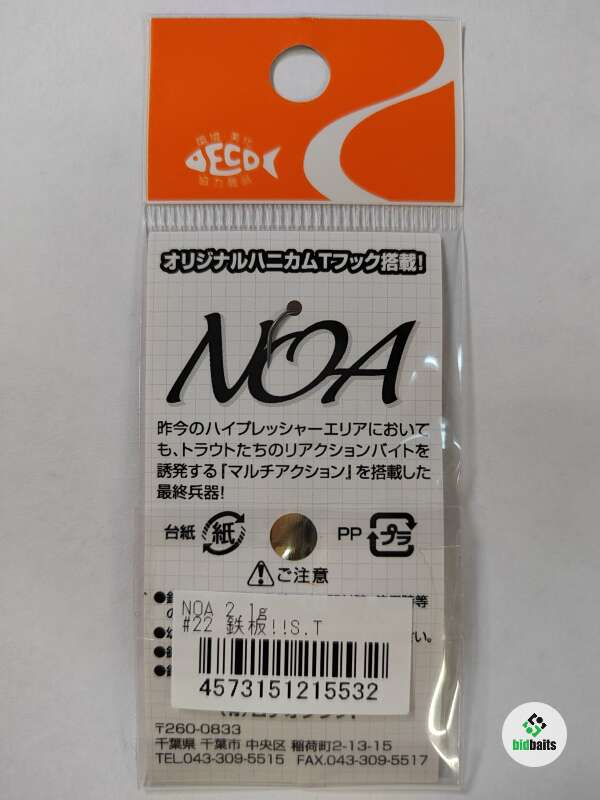 環境 美化
ECO
協力商品
オリジナルハニカムTフック搭載!
NOA
昨今のハイプレッシャーエリアにおいて
も、トラウトたちのリアクションバイトを
誘発する『マルチアクション』を搭載した
最終兵器!
台紙 紙 PP プラ
ご注意
NOA 2.1g
#22 鉄板!!S.T
4573151215532
〒260-0833
千葉県 千葉市 中央区 稲荷町2-13-15
TEL.043-309-5515 FAX.043-309-5517
bidbaits